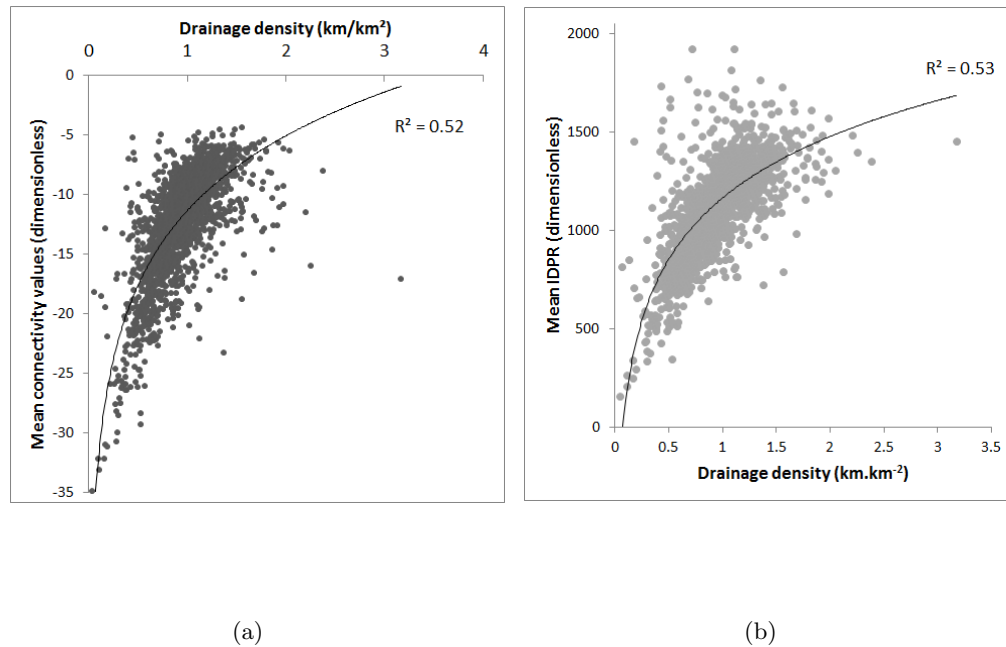 Drainage density (km/km²)
0 1 2 3 4
0
-5
-10
-15
-20
-25
-30
-35
Mean connectivity values (dimensionless)
R² = 0.52
(a)
2000
1500
1000
500
0
Mean IDPR (dimensionless)
R² = 0.53
0 0.5 1 1.5 2 2.5 3 3.5
Drainage density (km.km⁻²)
(b)